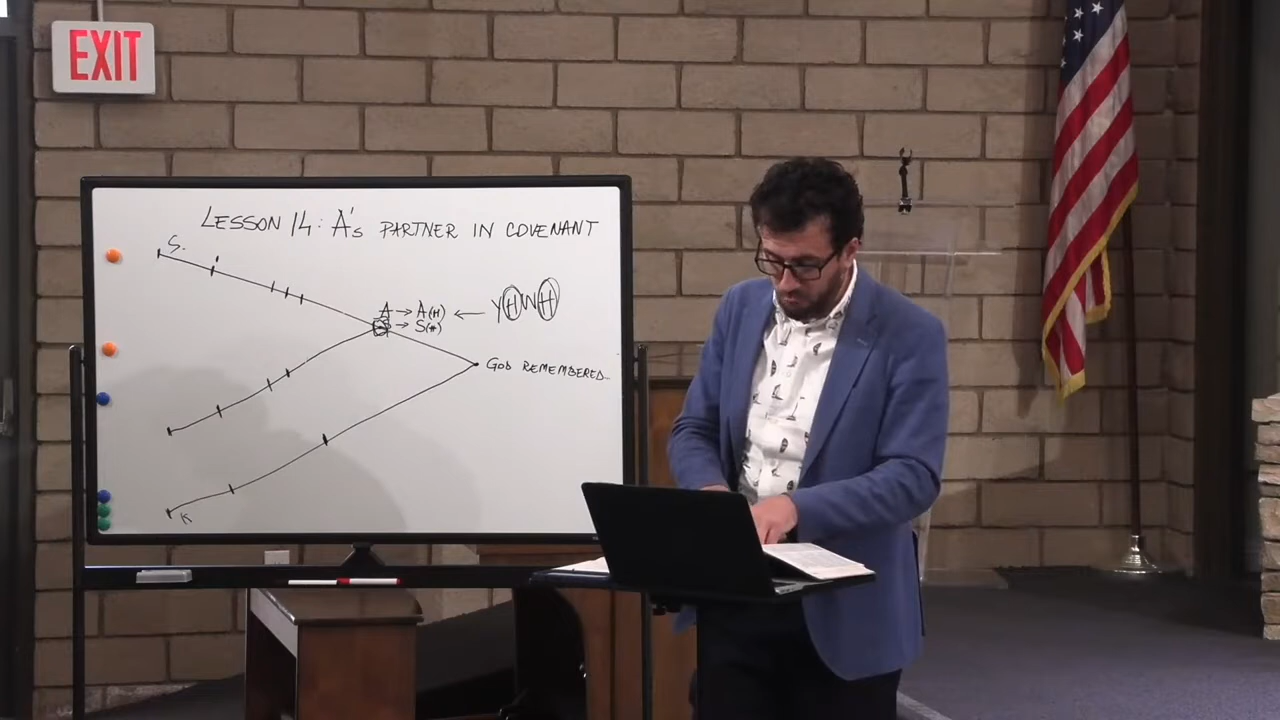 EXIT
LESSON 14: A's PARTNER IN COVENANT
S.
A → A(H) ← YHWH
→ S(H)
GOD REMEMBERED
K